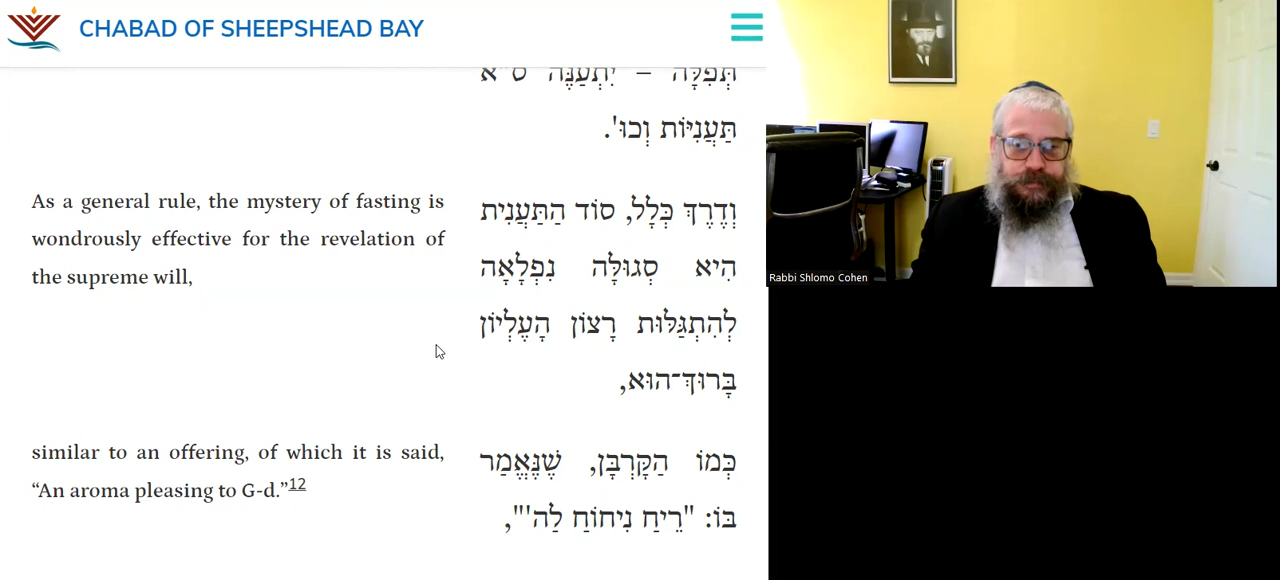 CHABAD OF SHEEPSHEAD BAY
תְּפִלָּה – יִתְעַנֶּה ס"א
תַּעֲנִיּוֹת וְכוּ'.
As a general rule, the mystery of fasting is
wondrously effective for the revelation of
the supreme will,
וְדֶרֶךְ כְּלָל, סוֹד הַתַּעֲנִית
הִיא סְגוּלָּה נִפְלָאָה
לְהִתְגַּלּוּת רָצוֹן הָעֶלְיוֹן
בָּרוּךְ־הוּא,
similar to an offering, of which it is said,
“An aroma pleasing to G-d.”12
כְּמוֹ הַקָּרְבָּן, שֶׁנֶּאֱמַר
בּוֹ: "רֵיחַ נִיחוֹחַ לַה'",
Rabbi Shlomo Cohen